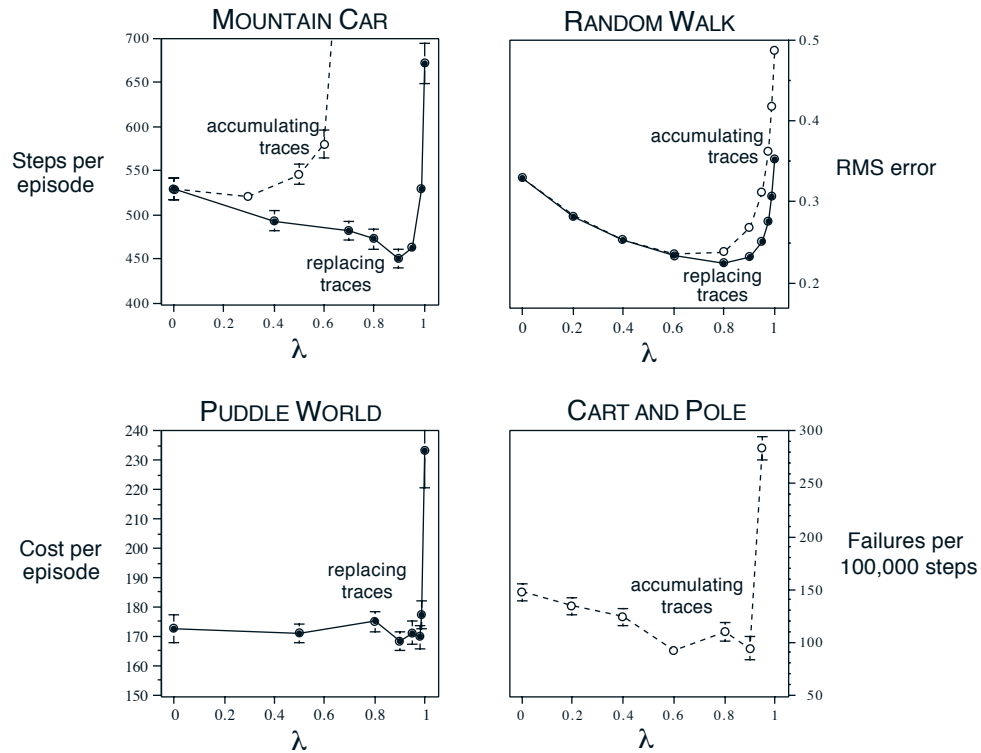 MOUNTAIN CAR
700
650
600
550
500
450
400
Steps per
episode
accumulating
traces
replacing
traces
0
0.2
0.4
0.6
0.8
1
λ
RANDOM WALK
0.5
0.4
0.3
0.2
RMS error
accumulating
traces
replacing
traces
0
0.2
0.4
0.6
0.8
1
λ
PUDDLE WORLD
240
230
220
210
200
190
180
170
160
150
Cost per
episode
replacing
traces
0
0.2
0.4
0.6
0.8
1
λ
CART AND POLE
300
250
200
150
100
50
Failures per
100,000 steps
accumulating
traces
0
0.2
0.4
0.6
0.8
1
λ